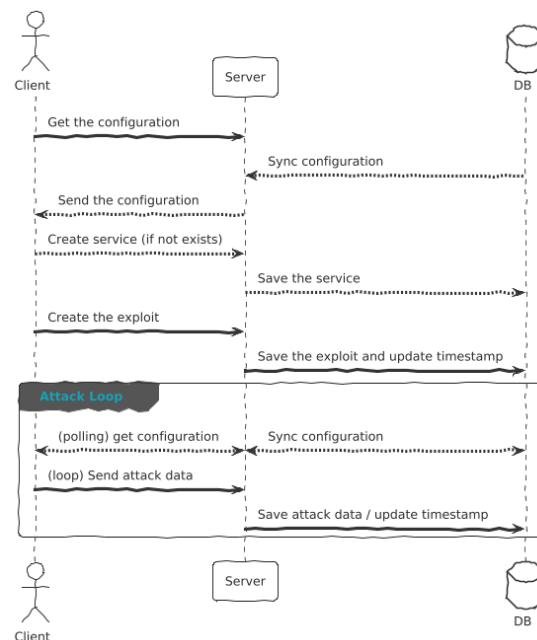 Client
Server
DB
Get the configuration
Sync configuration
Send the configuration
Create service (if not exists)
Save the service
Create the exploit
Save the exploit and update timestamp
Attack Loop
(polling) get configuration
Sync configuration
(loop) Send attack data
Save attack data / update timestamp
Client
Server
DB